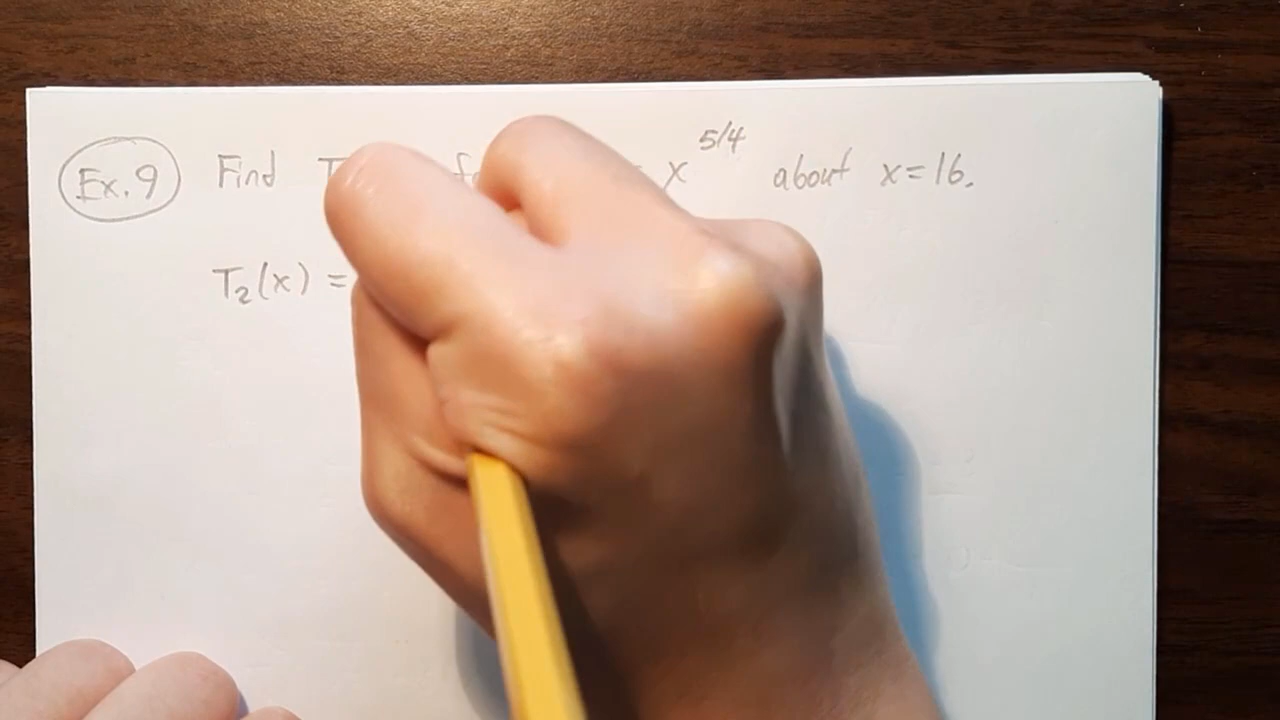 Ex. 9 Find x^5/4 about x=16.
T₂(x) =